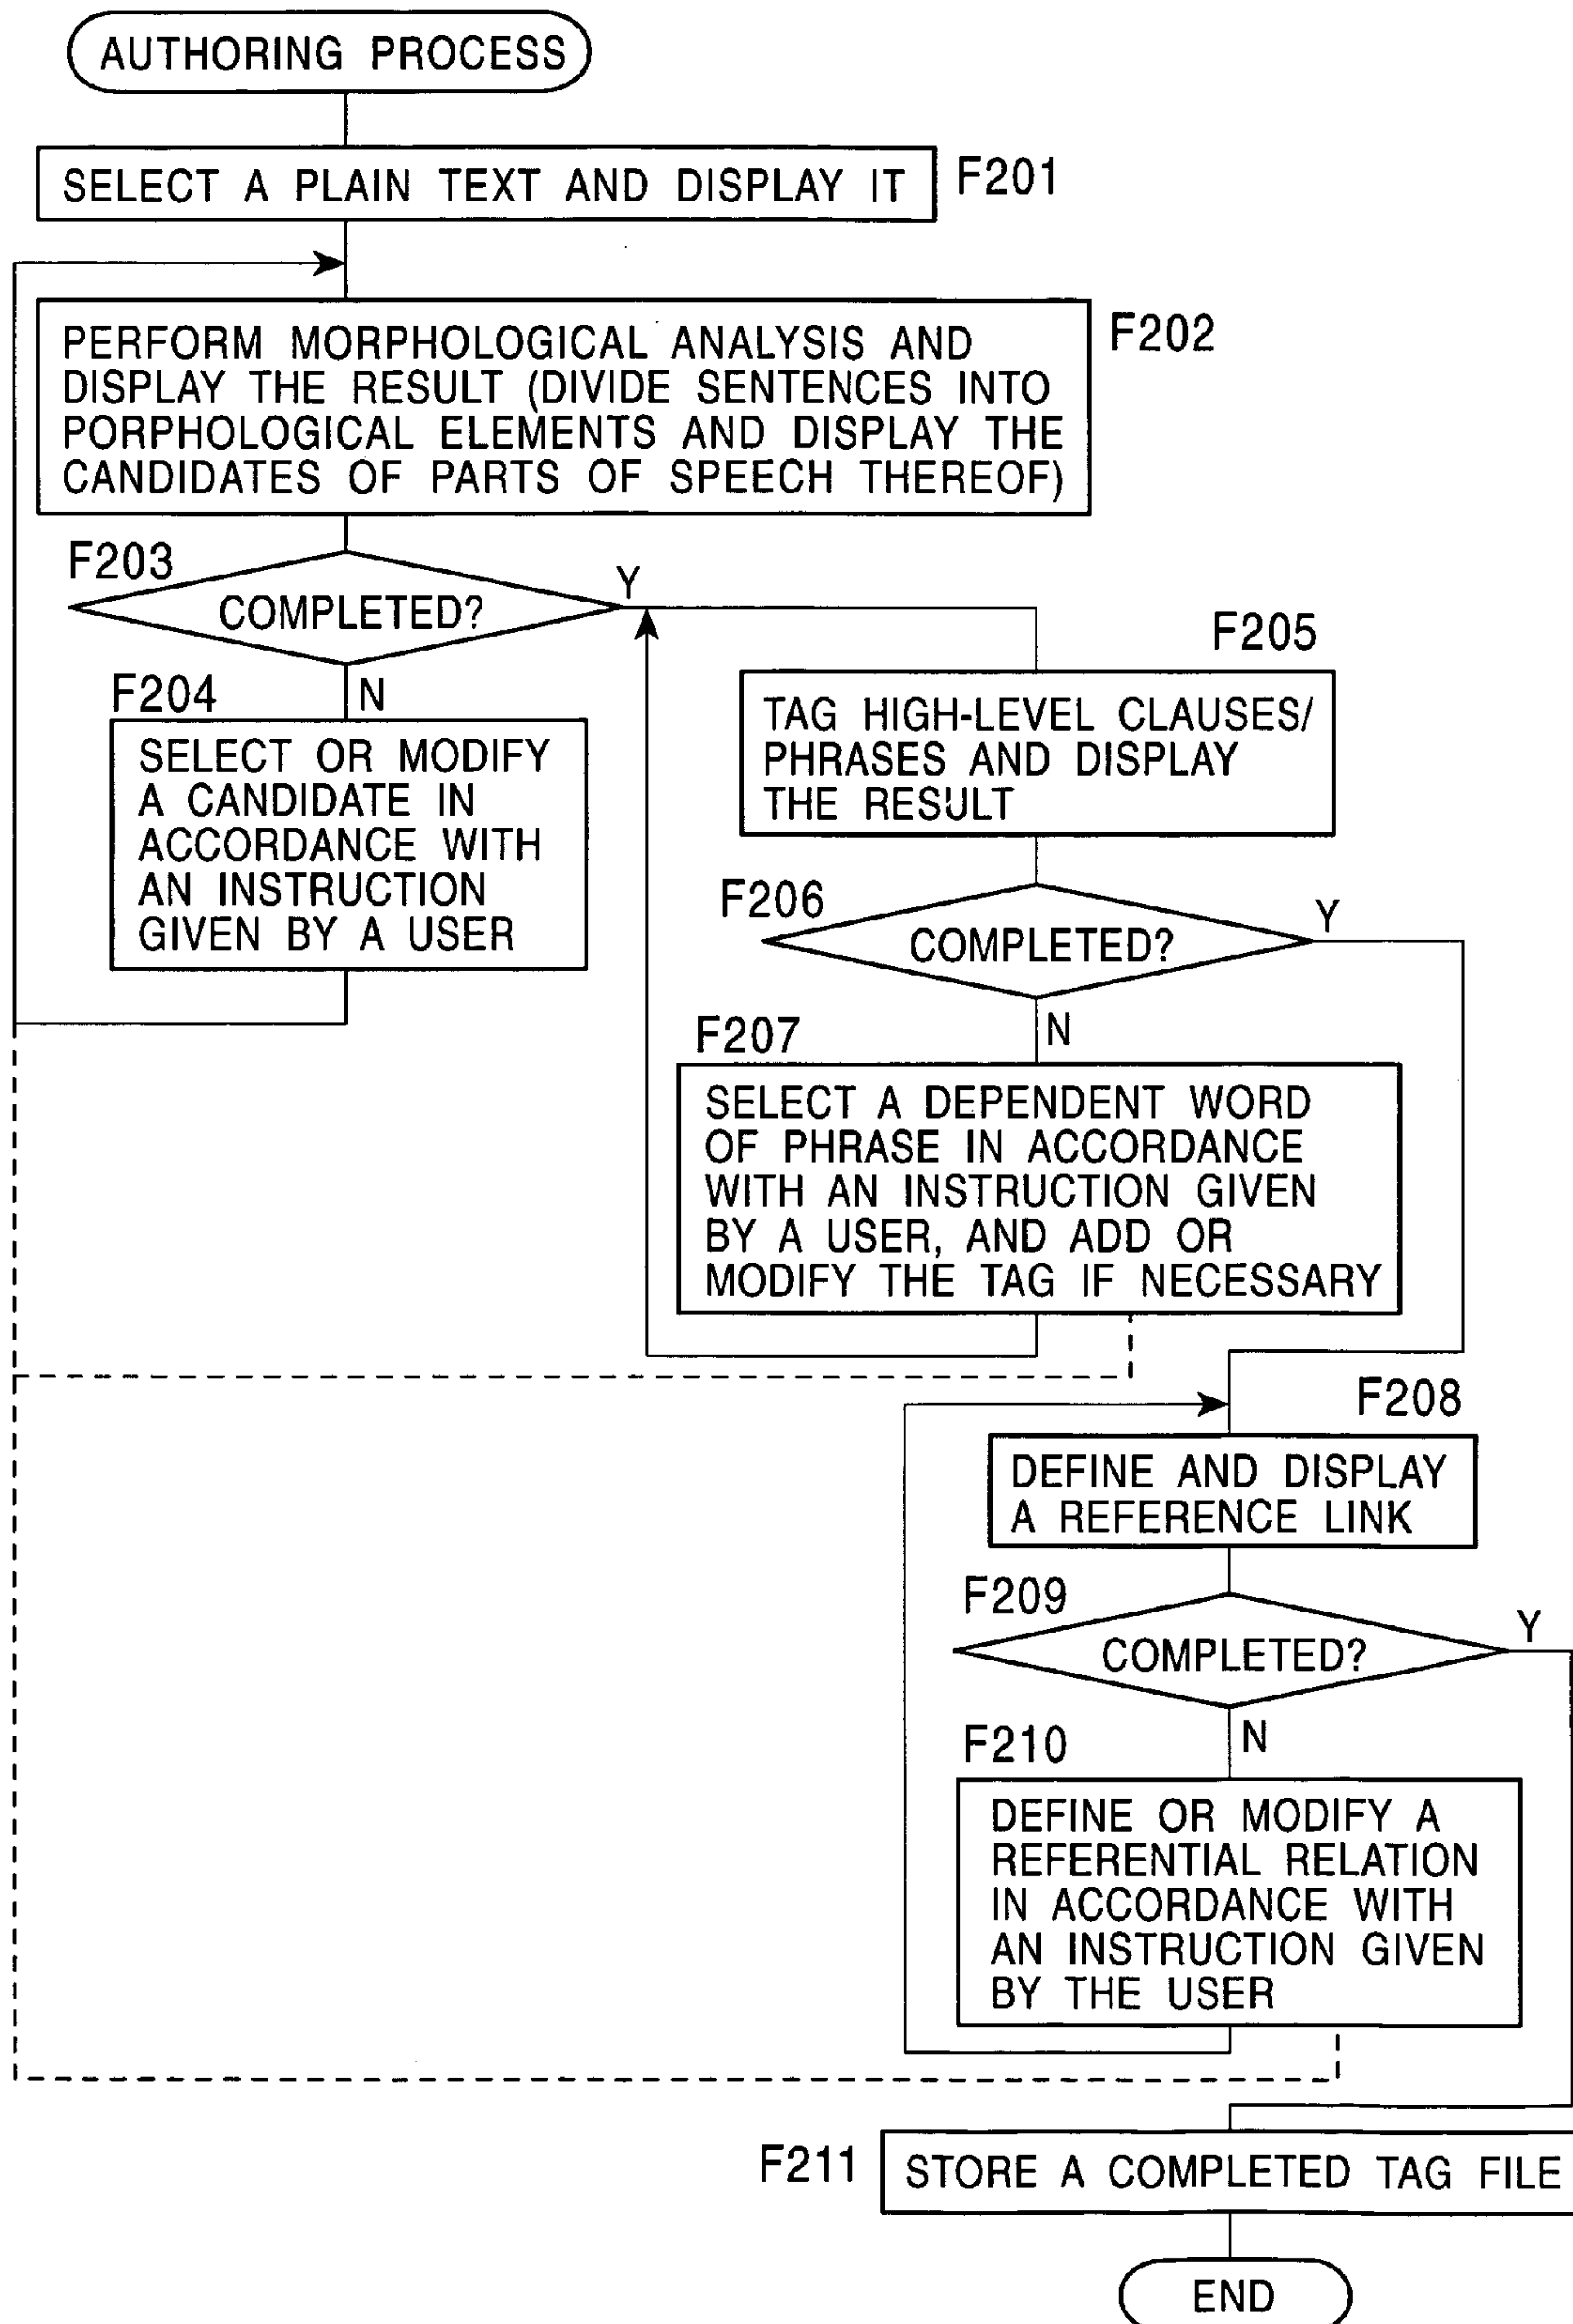 AUTHORING PROCESS
SELECT A PLAIN TEXT AND DISPLAY IT
F201
PERFORM MORPHOLOGICAL ANALYSIS AND
DISPLAY THE RESULT (DIVIDE SENTENCES INTO
PORPHOLOGICAL ELEMENTS AND DISPLAY THE
CANDIDATES OF PARTS OF SPEECH THEREOF)
F202
F203
COMPLETED?
Y
N
F204
SELECT OR MODIFY
A CANDIDATE IN
ACCORDANCE WITH
AN INSTRUCTION
GIVEN BY A USER
F205
TAG HIGH-LEVEL CLAUSES/
PHRASES AND DISPLAY
THE RESULT
F206
COMPLETED?
Y
N
F207
SELECT A DEPENDENT WORD
OF PHRASE IN ACCORDANCE
WITH AN INSTRUCTION GIVEN
BY A USER, AND ADD OR
MODIFY THE TAG IF NECESSARY
F208
DEFINE AND DISPLAY
A REFERENCE LINK
F209
COMPLETED?
Y
N
F210
DEFINE OR MODIFY A
REFERENTIAL RELATION
IN ACCORDANCE WITH
AN INSTRUCTION GIVEN
BY THE USER
F211
STORE A COMPLETED TAG FILE
END